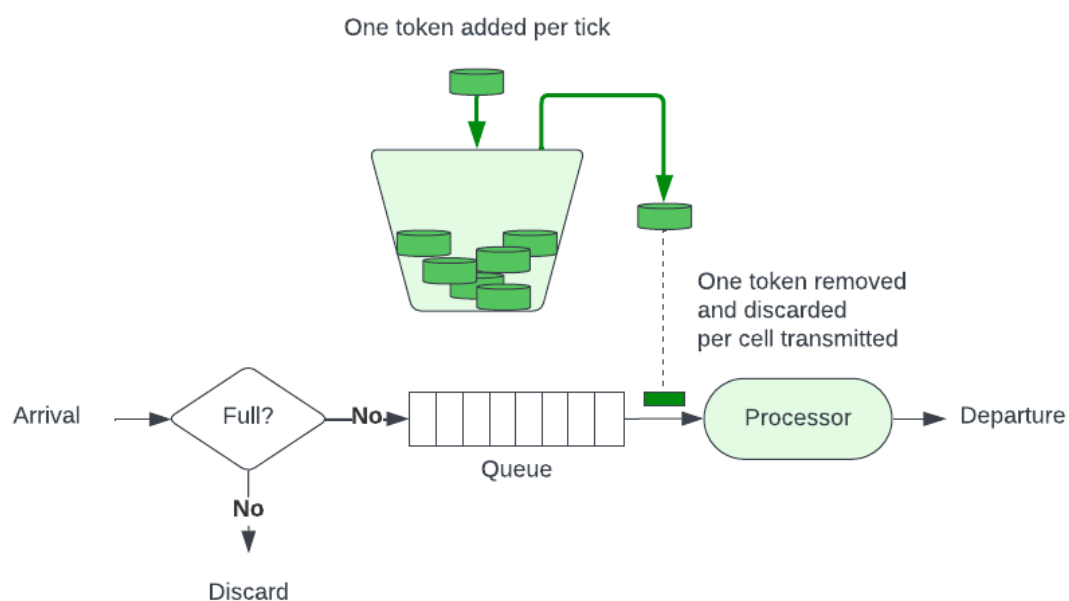 One token added per tick
One token removed
and discarded
per cell transmitted
Arrival
Full?
No
Queue
Processor
Departure
No
Discard